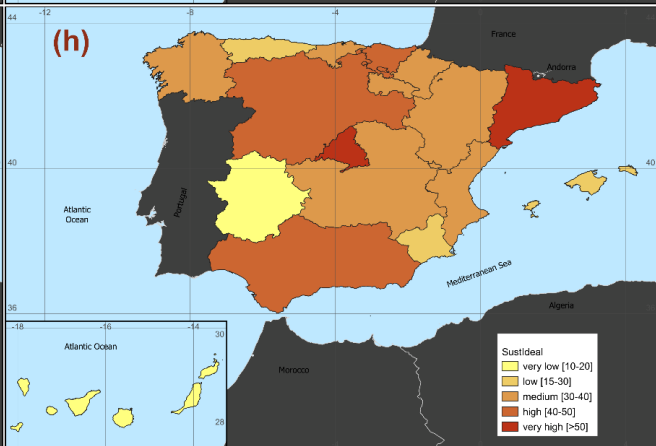 -12
-8
-4
44
(h)
France
Andorra
40
40
Portugal
Atlantic
Ocean
Mediterranean Sea
36
Algeria
-18
-16
-14
30
Atlantic Ocean
Morocco
28
SustIdeal
very low [10-20]
low [15-30]
medium [30-40]
high [40-50]
very high [>50]